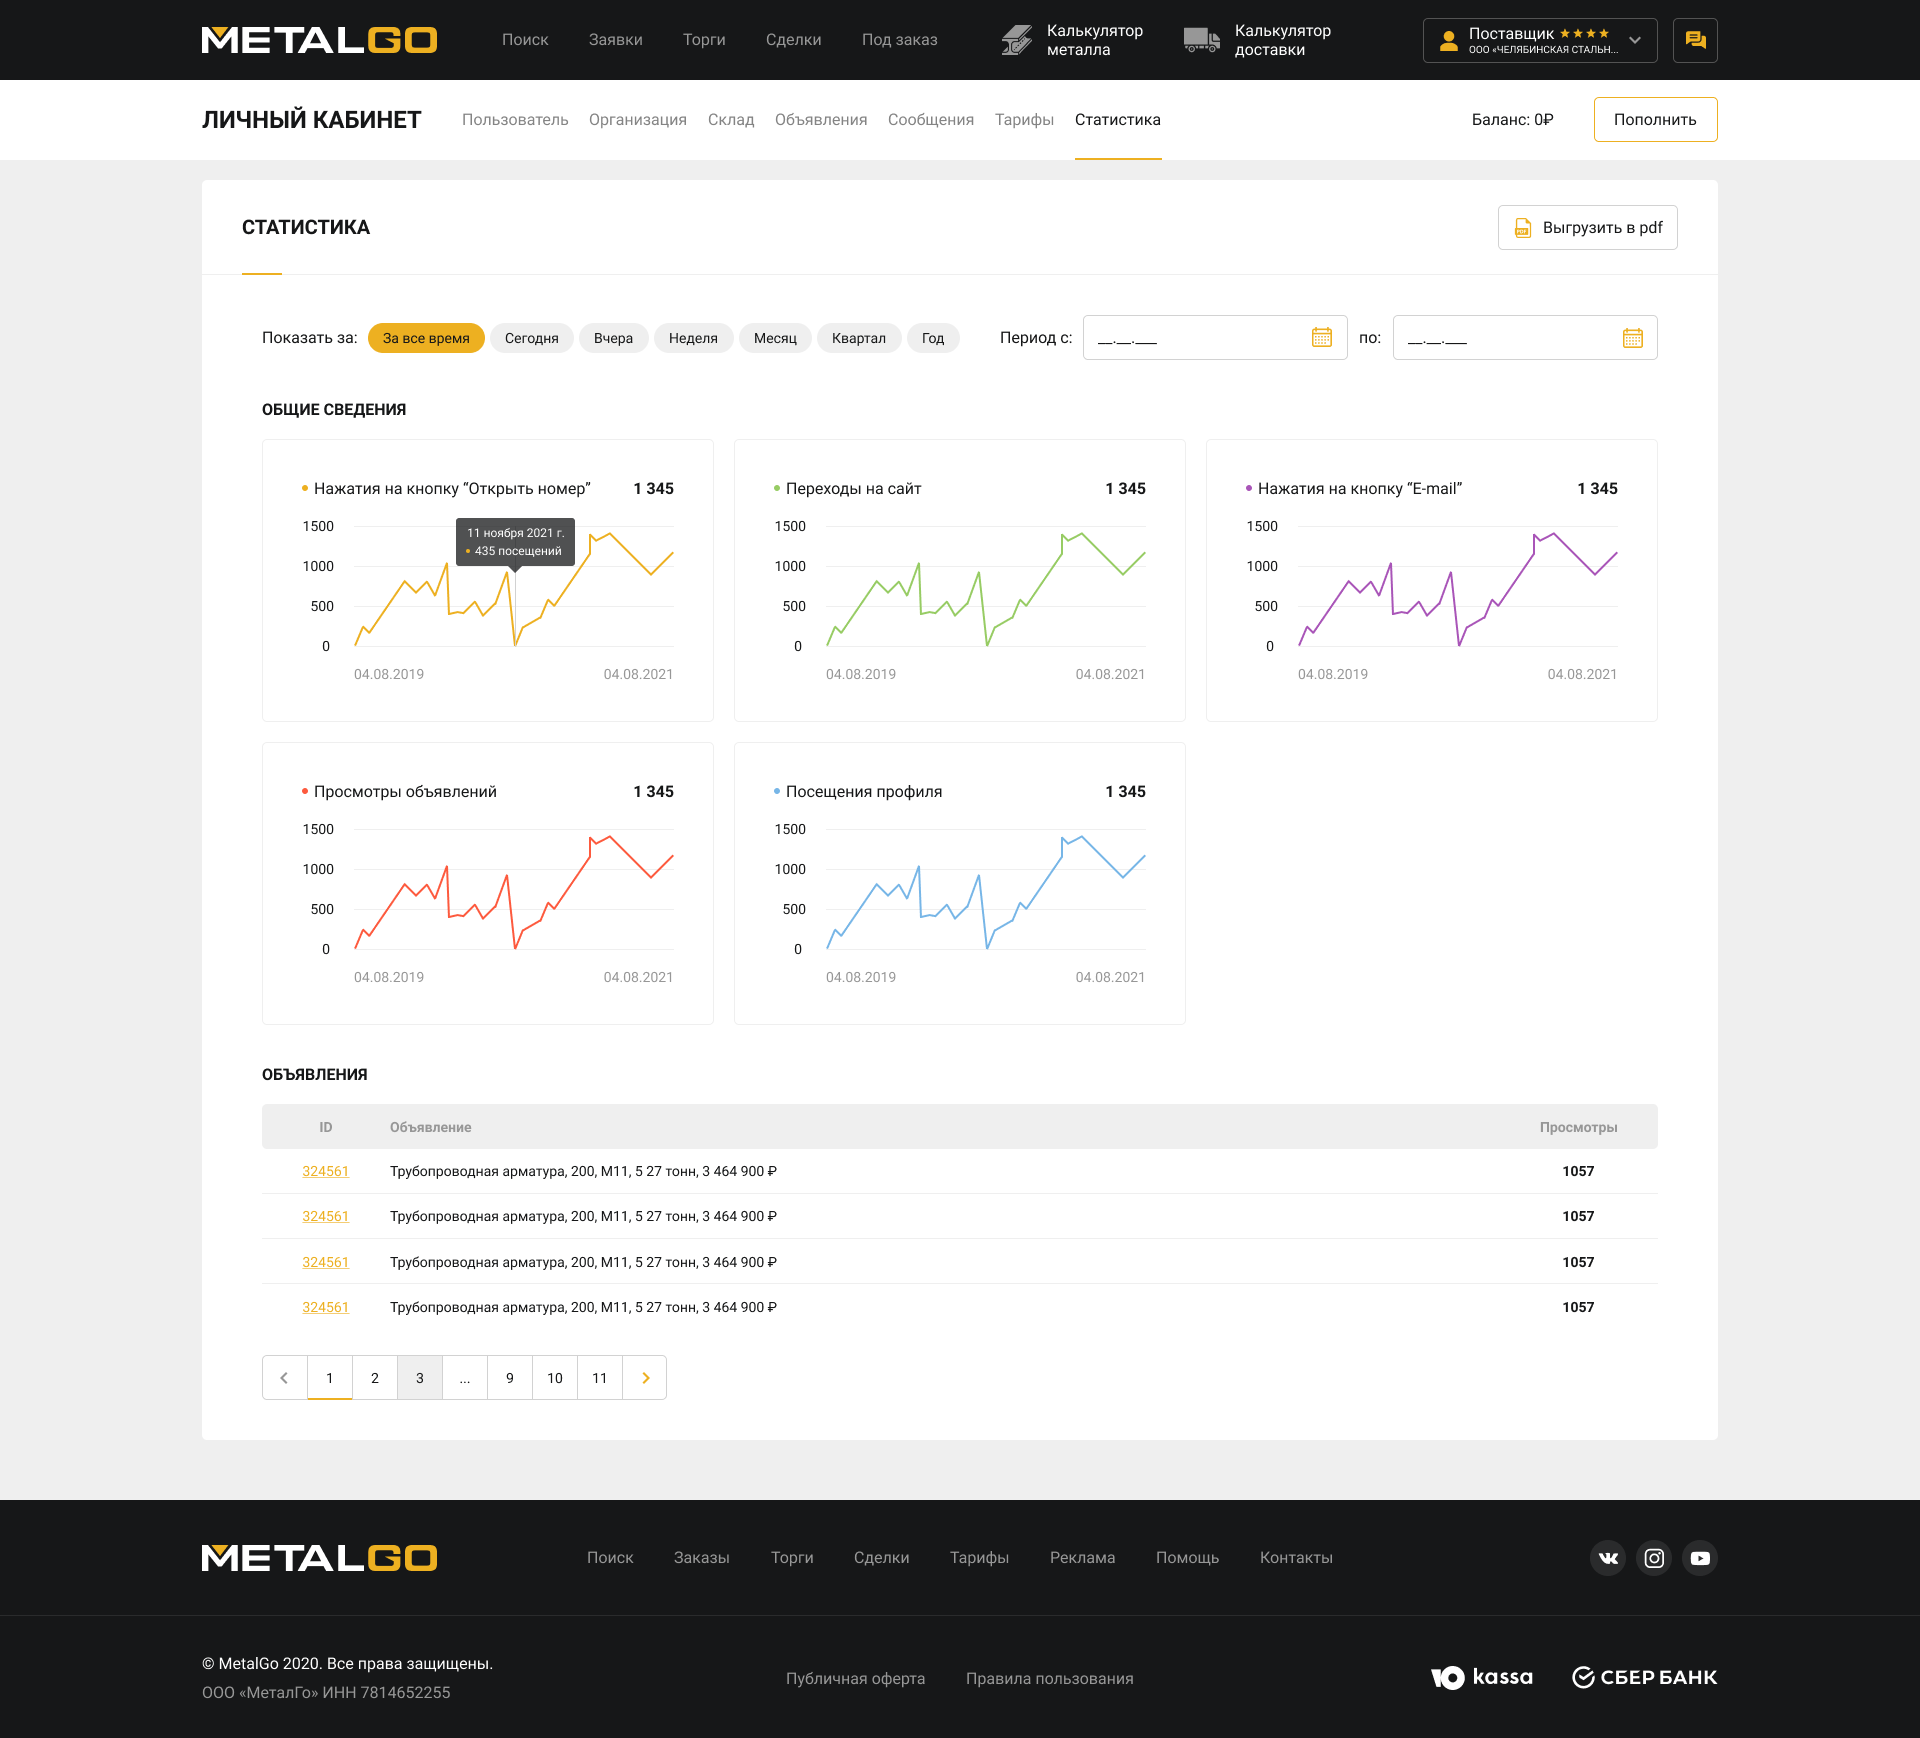 METALGO
Поиск
Заявки
Торги
Сделки
Под заказ
Калькулятор
металла
Калькулятор
доставки
Поставщик
ООО «ЧЕЛЯБИНСКАЯ СТАЛЬН...
ЛИЧНЫЙ КАБИНЕТ
Пользователь
Организация
Склад
Объявления
Сообщения
Тарифы
Статистика
Баланс: 0₽
Пополнить
СТАТИСТИКА
PDF
Выгрузить в pdf
Показать за:
За все время
Сегодня
Вчера
Неделя
Месяц
Квартал
Год
Период с:
__.__.___
по:
__.__.___
ОБЩИЕ СВЕДЕНИЯ
Нажатия на кнопку “Открыть номер”
1 345
1500
1000
500
0
11 ноября 2021 г.
435 посещений
04.08.2019
04.08.2021
Переходы на сайт
1 345
1500
1000
500
0
04.08.2019
04.08.2021
Нажатия на кнопку “E-mail”
1 345
1500
1000
500
0
04.08.2019
04.08.2021
Просмотры объявлений
1 345
1500
1000
500
0
04.08.2019
04.08.2021
Посещения профиля
1 345
1500
1000
500
0
04.08.2019
04.08.2021
ОБЪЯВЛЕНИЯ
ID Объявление Просмотры
324561 Трубопроводная арматура, 200, М11, 5 27 тонн, 3 464 900 ₽ 1057
324561 Трубопроводная арматура, 200, М11, 5 27 тонн, 3 464 900 ₽ 1057
324561 Трубопроводная арматура, 200, М11, 5 27 тонн, 3 464 900 ₽ 1057
324561 Трубопроводная арматура, 200, М11, 5 27 тонн, 3 464 900 ₽ 1057
1 2 3 ... 9 10 11
METALGO
Поиск
Заказы
Торги
Сделки
Тарифы
Реклама
Помощь
Контакты
© MetalGo 2020. Все права защищены.
ООО «МеталГо» ИНН 7814652255
Публичная оферта
Правила пользования
Ю kassa
СБЕР БАНК